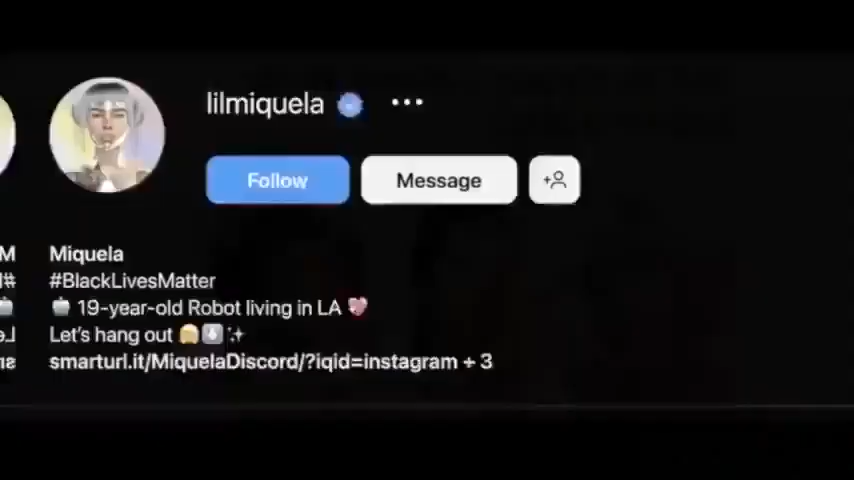 lilmiquela
Follow
Message
Miquela
#BlackLivesMatter
🤖 19-year-old Robot living in LA 💖
Let's hang out
smarturl.it/MiquelaDiscord/?iqid=instagram + 3